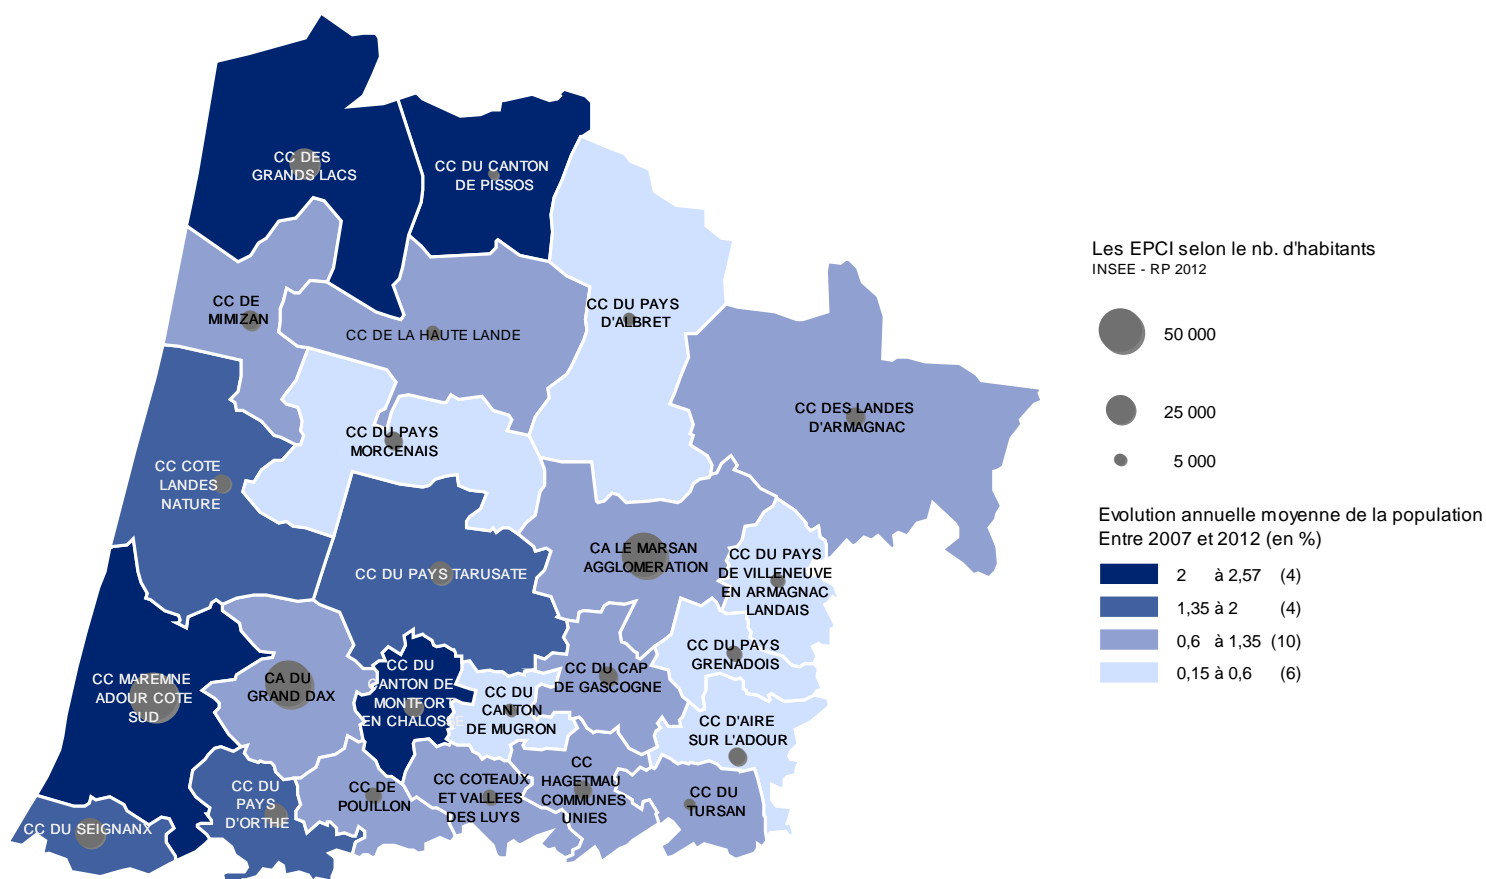 CC DES
GRANDS LACS
CC DU CANTON
DE PISSOS
CC DE
MIMIZAN
CC DE LA HAUTE LANDE
CC DU PAYS
D'ALBRET
CC DES LANDES
D'ARMAGNAC
CC DU PAYS
MORCENAIS
CC COTE
LANDES
NATURE
CC DU PAYS TARUSATE
CA LE MARSAN
AGGLOMERATION
CC DU PAYS
DE VILLENEUVE
EN ARMAGNAC
LANDAIS
CC DU PAYS
GRENADOIS
CC MAREMNE
ADOUR COTE
SUD
CA DU
GRAND DAX
CC DU
CANTON DE
MONTFORT
EN CHALOSSE
CC DU
CANTON
DE MUGRON
CC DU CAP
DE GASCOGNE
CC D'AIRE
SUR L'ADOUR
CC DU SEIGNANX
CC DU
PAYS
D'ORTHE
CC DE
POUILLON
CC COTEAUX
ET VALLEES
DES LUYS
CC
HAGETMAU
COMMUNES
UNIES
CC DU
TURSAN
Les EPCI selon le nb. d'habitants
INSEE - RP 2012
50 000
25 000
5 000
Evolution annuelle moyenne de la population
Entre 2007 et 2012 (en %)
2 à 2,57 (4)
1,35 à 2 (4)
0,6 à 1,35 (10)
0,15 à 0,6 (6)